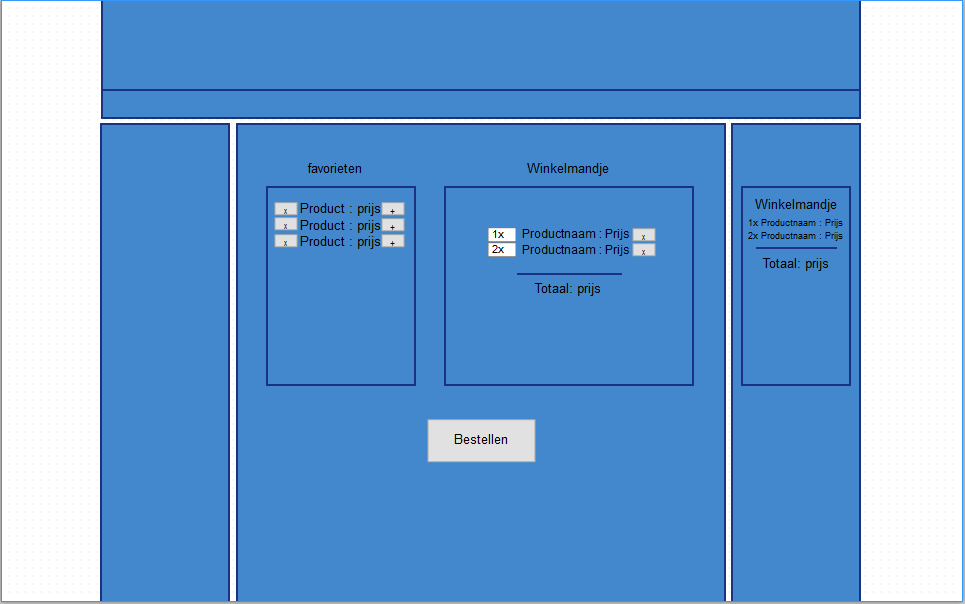 favorieten
x Product : prijs +
x Product : prijs +
x Product : prijs +
Winkelmandje
1x Productnaam : Prijs x
2x Productnaam : Prijs x
Totaal: prijs
Bestellen
Winkelmandje
1x Productnaam : Prijs
2x Productnaam : Prijs
Totaal: prijs